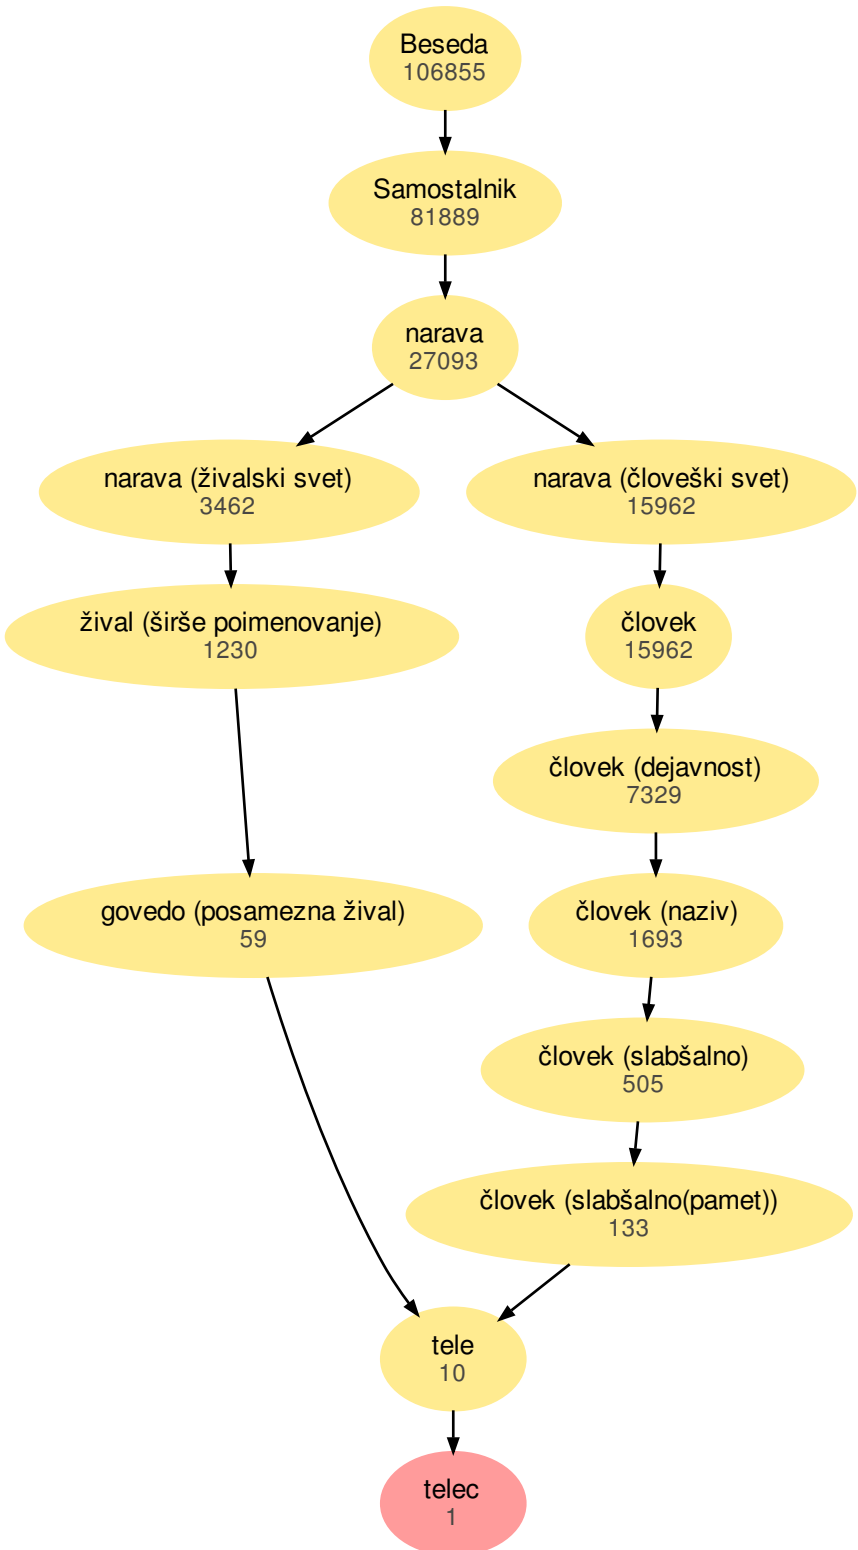 Beseda
106855
Samostalnik
81889
narava
27093
narava (živalski svet)
3462
narava (človeški svet)
15962
žival (širše poimenovanje)
1230
človek
15962
človek (dejavnost)
7329
govedo (posamezna žival)
59
človek (naziv)
1693
človek (slabšalno)
505
človek (slabšalno(pamet))
133
tele
10
telec
1